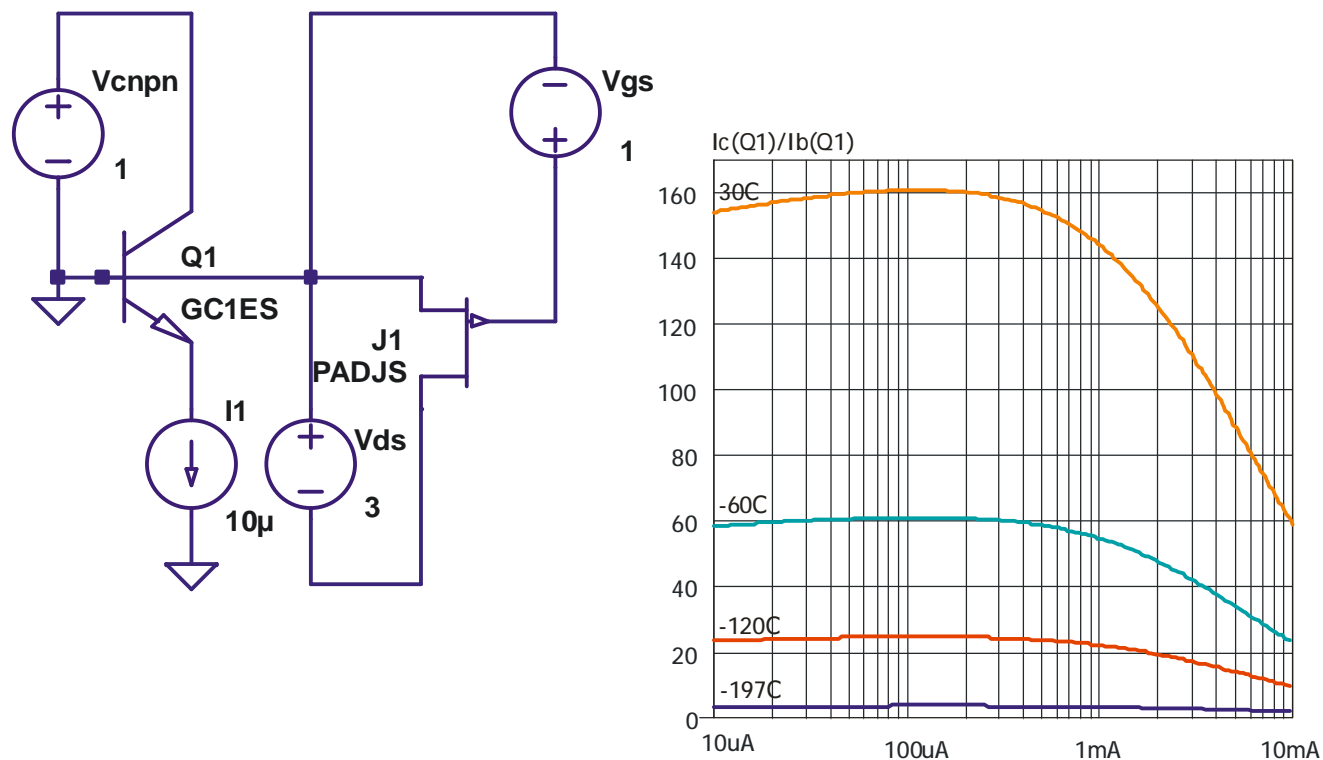 Vcnpn
+
−
1
Q1
GC1ES
I1
10µ
Vds
+
−
3
J1
PADJS
Vgs
−
+
1
Ic(Q1)/Ib(Q1)
160
140
120
100
80
60
40
20
0
30C
-60C
-120C
-197C
10uA
100uA
1mA
10mA